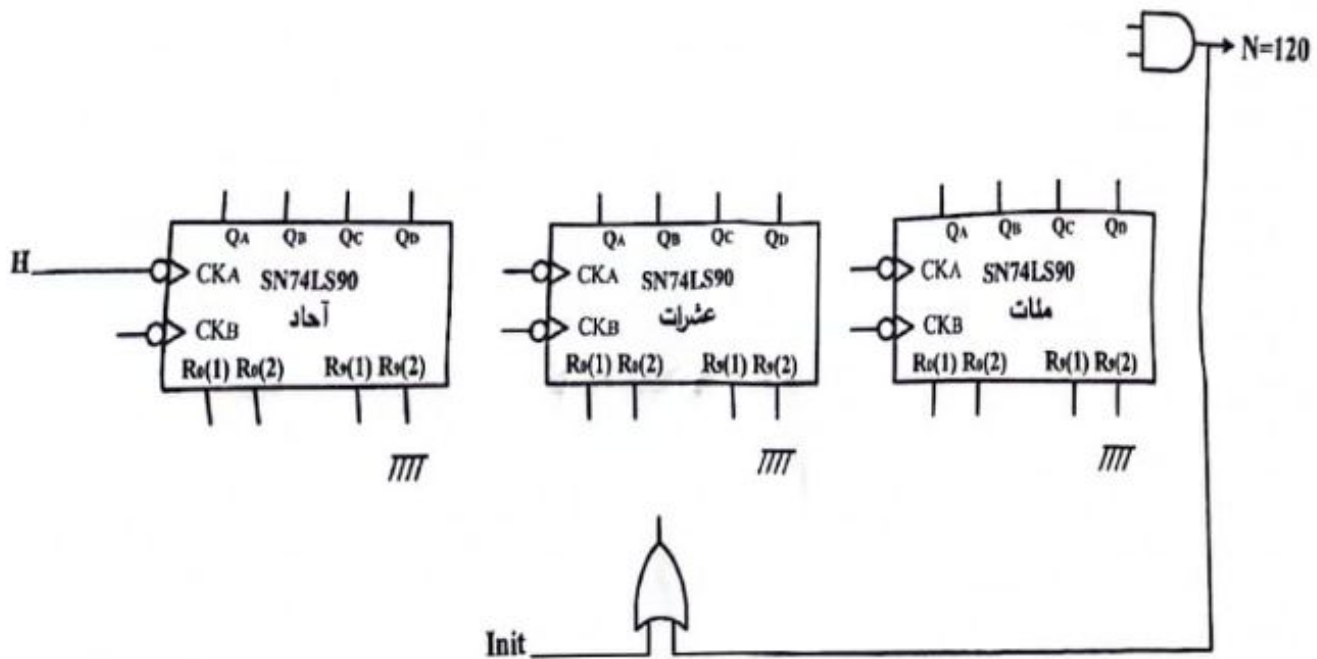 N=120
QA QB QC QD
H CKA SN74LS90
آحاد
CKB
R0(1) R0(2) R9(1) R9(2)
QA QB QC QD
CKA SN74LS90
عشرات
CKB
R0(1) R0(2) R9(1) R9(2)
QA QB QC QD
CKA SN74LS90
مئات
CKB
R0(1) R0(2) R9(1) R9(2)
Init